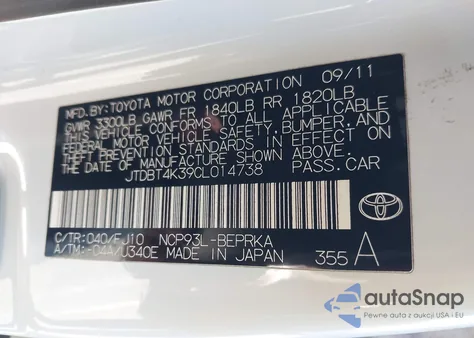 MFD.BY:TOYOTA MOTOR CORPORATION 09/11
GVWR 3300LB GAWR FR 1840LB RR 1820LB
THIS VEHICLE CONFORMS TO ALL APPLICABLE
FEDERAL MOTOR VEHICLE SAFETY, BUMPER, AND
THEFT PREVENTION STANDARDS IN EFFECT ON
THE DATE OF MANUFACTURE SHOWN ABOVE.
JTDBT4K39CL014738 PASS.CAR
TOYOTA
C/TR:040/FJ10 NCP93L-BEPRKA
A/TM:-04A/U340E MADE IN JAPAN 355 A
autoSnap
Pewne auta z aukcji USA i EU